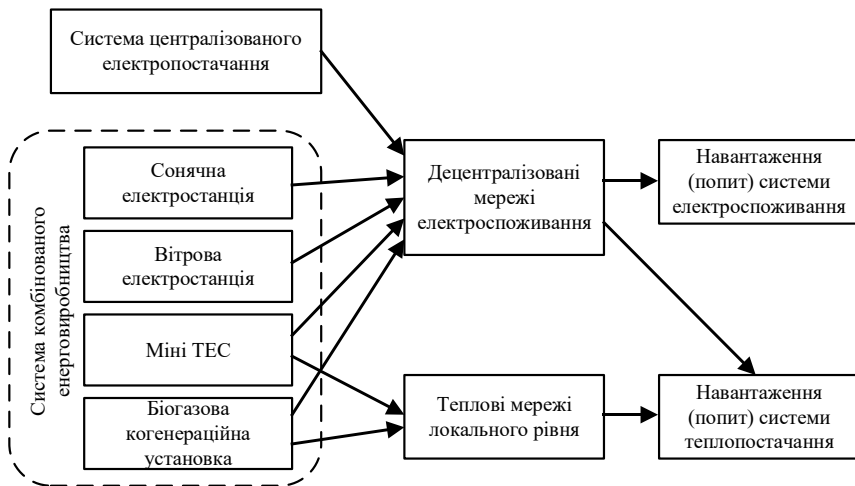 Система централізованого
електропостачання
Система комбінованого
енерговиробництва
Сонячна
електростанція
Вітрова
електростанція
Міні ТЕС
Біогазова
когенераційна
установка
Децентралізовані
мережі
електроспоживання
Теплові мережі
локального рівня
Навантаження
(попит) системи
електроспоживання
Навантаження
(попит) системи
теплопостачання